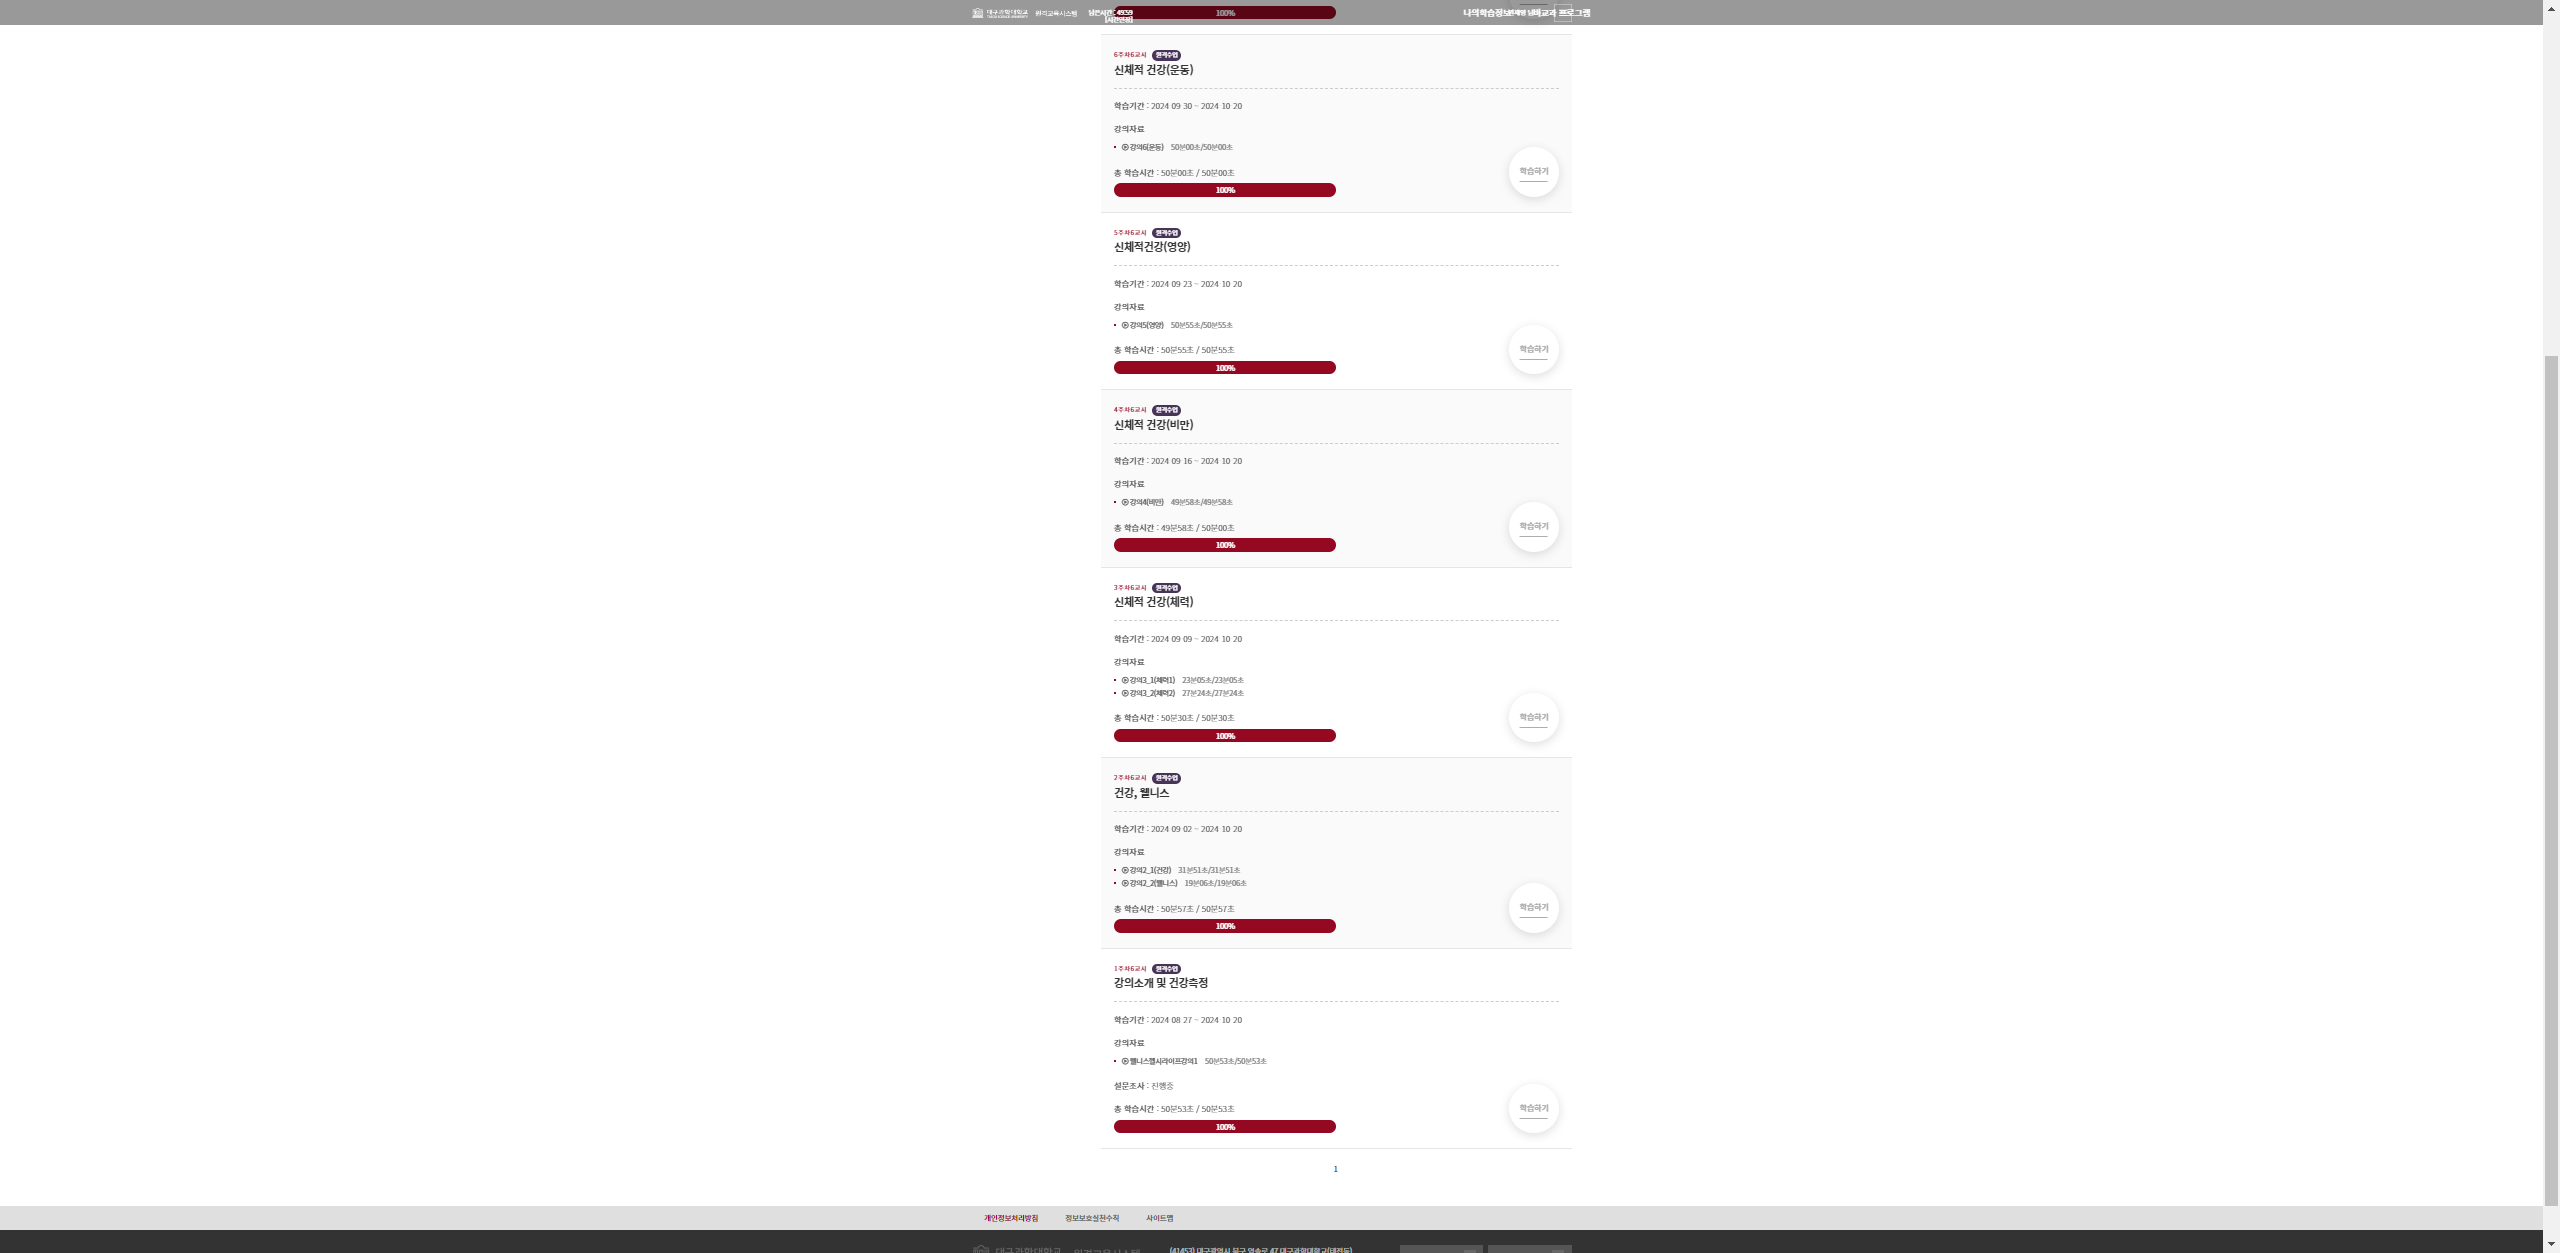 대구과학대학교 원격교육시스템 남은시간 : 49:59
[시간연장]
100%
나의학습정보 비교과 프로그램
6주차6교시 원격수업
신체적 건강(운동)
학습기간 : 2024 09 30 ~ 2024 10 20
강의자료
강의6(운동) 50분00초/50분00초
총 학습시간 : 50분00초 / 50분00초
100%
학습하기
5주차6교시 원격수업
신체적건강(영양)
학습기간 : 2024 09 23 ~ 2024 10 20
강의자료
강의5(영양) 50분55초/50분55초
총 학습시간 : 50분55초 / 50분55초
100%
학습하기
4주차6교시 원격수업
신체적 건강(비만)
학습기간 : 2024 09 16 ~ 2024 10 20
강의자료
강의4(비만) 49분58초/49분58초
총 학습시간 : 49분58초 / 50분00초
100%
학습하기
3주차6교시 원격수업
신체적 건강(체력)
학습기간 : 2024 09 09 ~ 2024 10 20
강의자료
강의3_1(체력1) 23분05초/23분05초
강의3_2(체력2) 27분24초/27분24초
총 학습시간 : 50분30초 / 50분30초
100%
학습하기
2주차6교시 원격수업
건강, 웰니스
학습기간 : 2024 09 02 ~ 2024 10 20
강의자료
강의2_1(건강) 31분51초/31분51초
강의2_2(웰니스) 19분06초/19분06초
총 학습시간 : 50분57초 / 50분57초
100%
학습하기
1주차6교시 원격수업
강의소개 및 건강측정
학습기간 : 2024 08 27 ~ 2024 10 20
강의자료
웰니스헬시라이프강의1 50분53초/50분53초
설문조사 : 진행중
총 학습시간 : 50분53초 / 50분53초
100%
학습하기
1
개인정보처리방침 정보보호실천수칙 사이트맵
대구과학대학교 원격교육시스템 (41453) 대구광역시 북구 영송로 47 대구과학대학교(태전동)